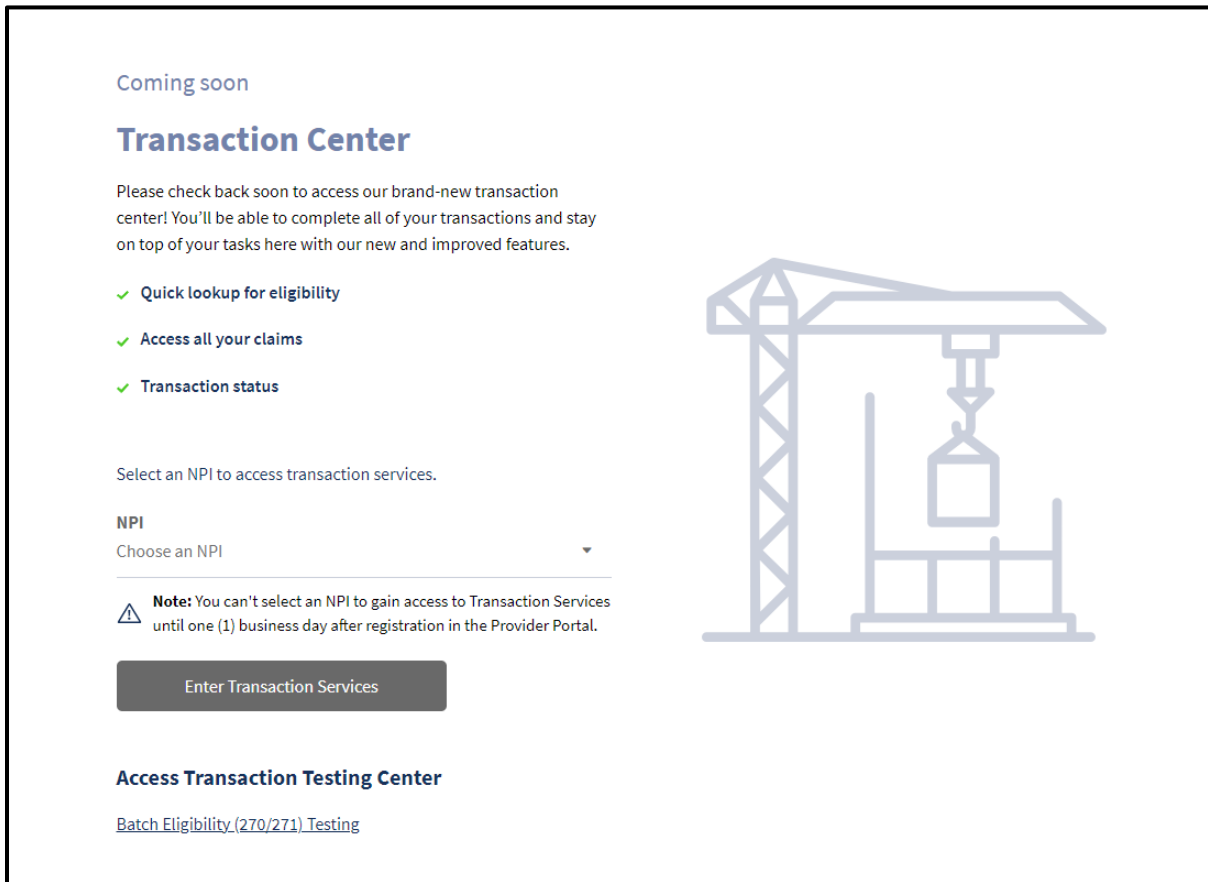 Coming soon
Transaction Center
Please check back soon to access our brand-new transaction
center! You’ll be able to complete all of your transactions and stay
on top of your tasks here with our new and improved features.
Quick lookup for eligibility
Access all your claims
Transaction status
Select an NPI to access transaction services.
NPI
Choose an NPI
Note: You can't select an NPI to gain access to Transaction Services
until one (1) business day after registration in the Provider Portal.
Enter Transaction Services
Access Transaction Testing Center
Batch Eligibility (270/271) Testing